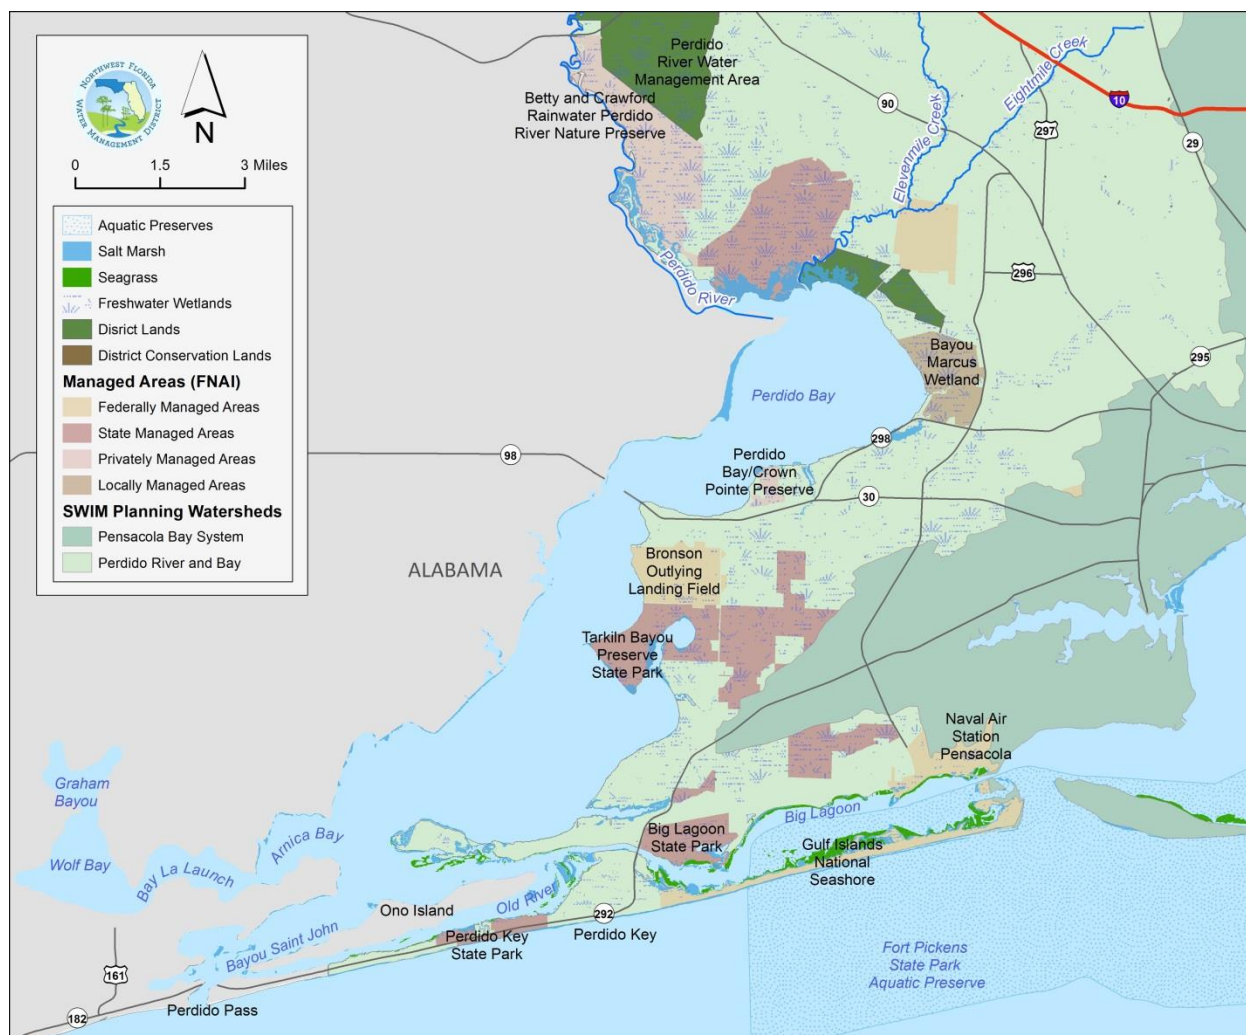 NORTHWEST FLORIDA
WATER MANAGEMENT DISTRICT
N
0 1.5 3 Miles
Aquatic Preserves
Salt Marsh
Seagrass
Freshwater Wetlands
Disrict Lands
District Conservation Lands
Managed Areas (FNAI)
Federally Managed Areas
State Managed Areas
Privately Managed Areas
Locally Managed Areas
SWIM Planning Watersheds
Pensacola Bay System
Perdido River and Bay
Perdido
River Water
Management Area
Betty and Crawford
Rainwater Perdido
River Nature Preserve
Elevenmile Creek
Eightmile Creek
90
297
10
29
Perdido River
296
Bayou
Marcus
Wetland
295
Perdido Bay
298
98
Perdido
Bay/Crown
Pointe Preserve
30
ALABAMA
Bronson
Outlying
Landing Field
Tarkiln Bayou
Preserve
State Park
Naval Air
Station
Pensacola
Graham
Bayou
Wolf Bay
Bay La Launch
Arnica Bay
Big Lagoon
State Park
Big Lagoon
Gulf Islands
National
Seashore
Ono Island
Old River
Bayou Saint John
292
Perdido Key
State Park
Perdido Key
Fort Pickens
State Park
Aquatic Preserve
161
182
Perdido Pass